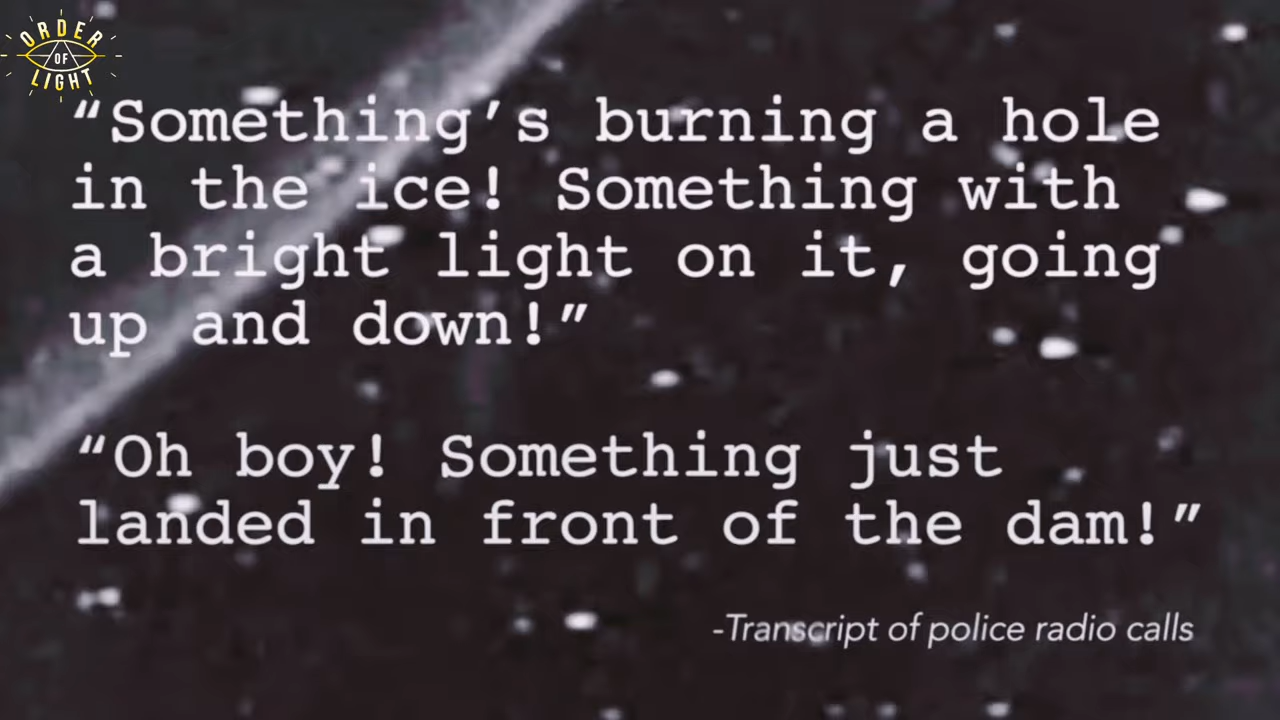 ORDER
OF
LIGHT
“Something’s burning a hole
in the ice! Something with
a bright light on it, going
up and down!”
“Oh boy! Something just
landed in front of the dam!”
-Transcript of police radio calls